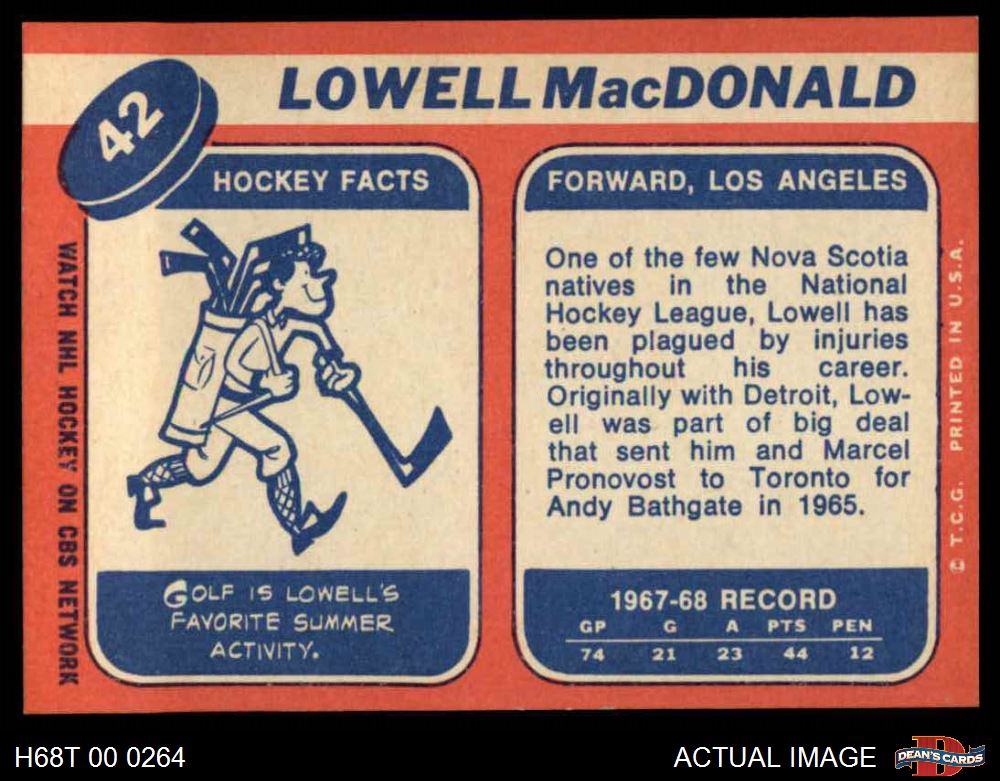 42
LOWELL MacDONALD
HOCKEY FACTS
GOLF IS LOWELL'S
FAVORITE SUMMER
ACTIVITY.
FORWARD, LOS ANGELES
One of the few Nova Scotia
natives in the National
Hockey League, Lowell has
been plagued by injuries
throughout his career.
Originally with Detroit, Low-
ell was part of big deal
that sent him and Marcel
Pronovost to Toronto for
Andy Bathgate in 1965.
1967-68 RECORD
GP G A PTS PEN
74 21 23 44 12
WATCH NHL HOCKEY ON CBS NETWORK
© T.C.G. PRINTED IN U.S.A.
H68T 00 0264
ACTUAL IMAGE
D
DEAN'S CARDS